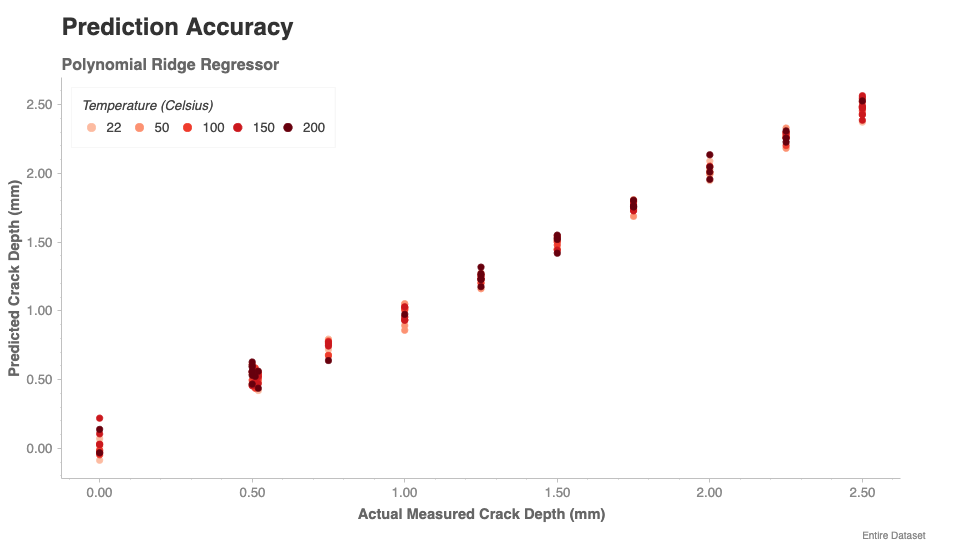 Prediction Accuracy
Polynomial Ridge Regressor
Temperature (Celsius)
22 50 100 150 200
2.50
2.00
1.50
1.00
0.50
0.00
Predicted Crack Depth (mm)
0.00 0.50 1.00 1.50 2.00 2.50
Actual Measured Crack Depth (mm)
Entire Dataset